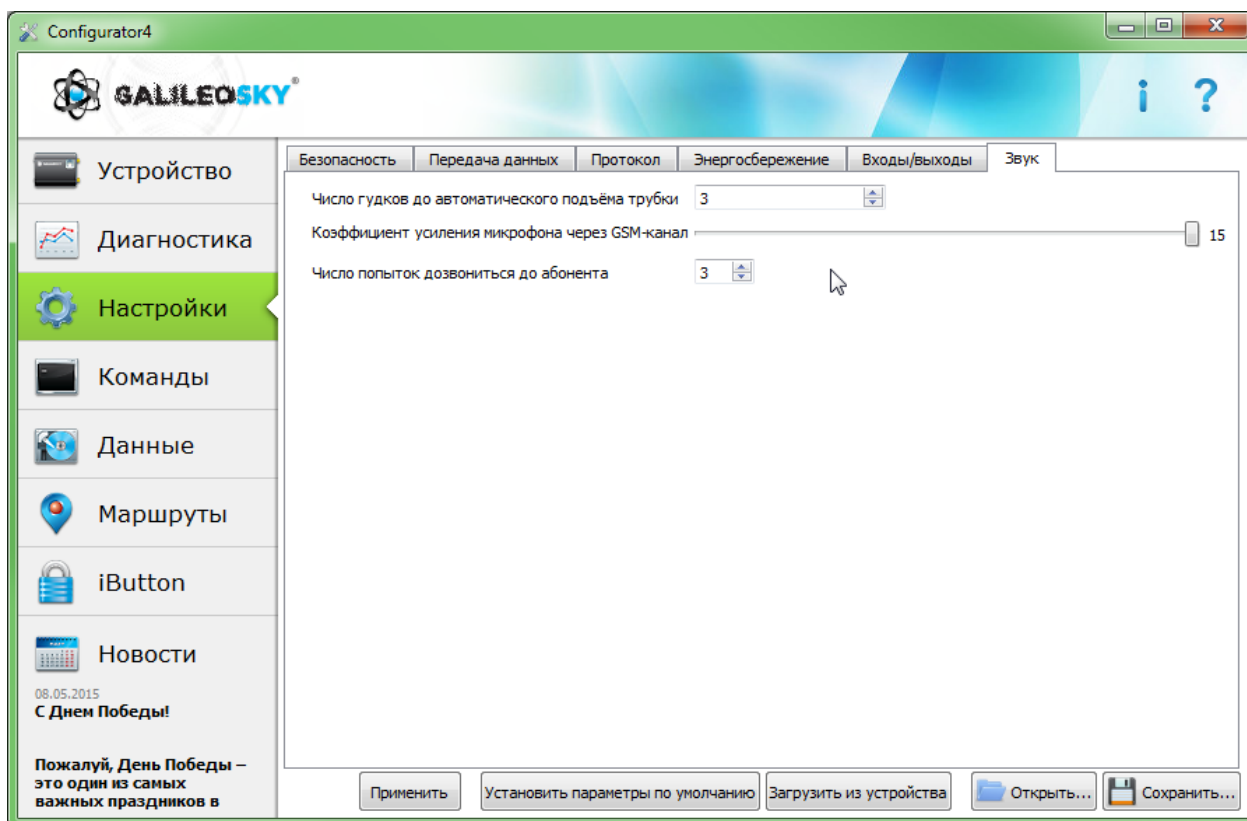 Configurator4
GALILEOSKY®
i ?
Устройство
Диагностика
Настройки
Команды
Данные
Маршруты
iButton
Новости
08.05.2015
С Днем Победы!
Пожалуй, День Победы –
это один из самых
важных праздников в
Безопасность Передача данных Протокол Энергосбережение Входы/выходы Звук
Число гудков до автоматического подъёма трубки 3
Коэффициент усиления микрофона через GSM-канал 15
Число попыток дозвониться до абонента 3
Применить Установить параметры по умолчанию Загрузить из устройства Открыть... Сохранить...